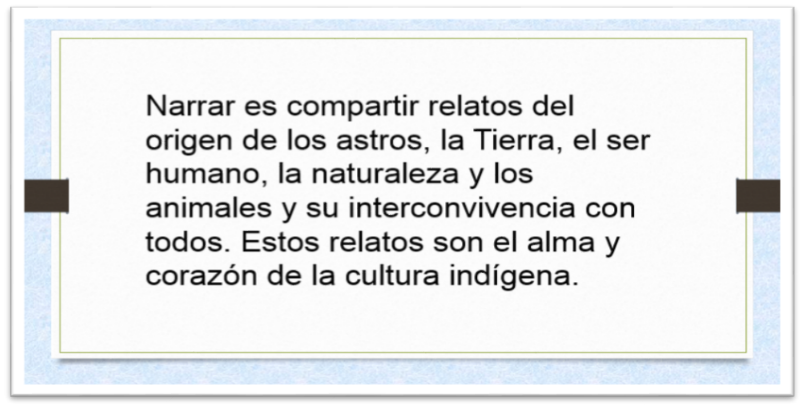 Narrar es compartir relatos del
origen de los astros, la Tierra, el ser
humano, la naturaleza y los
animales y su interconvivencia con
todos. Estos relatos son el alma y
corazón de la cultura indígena.